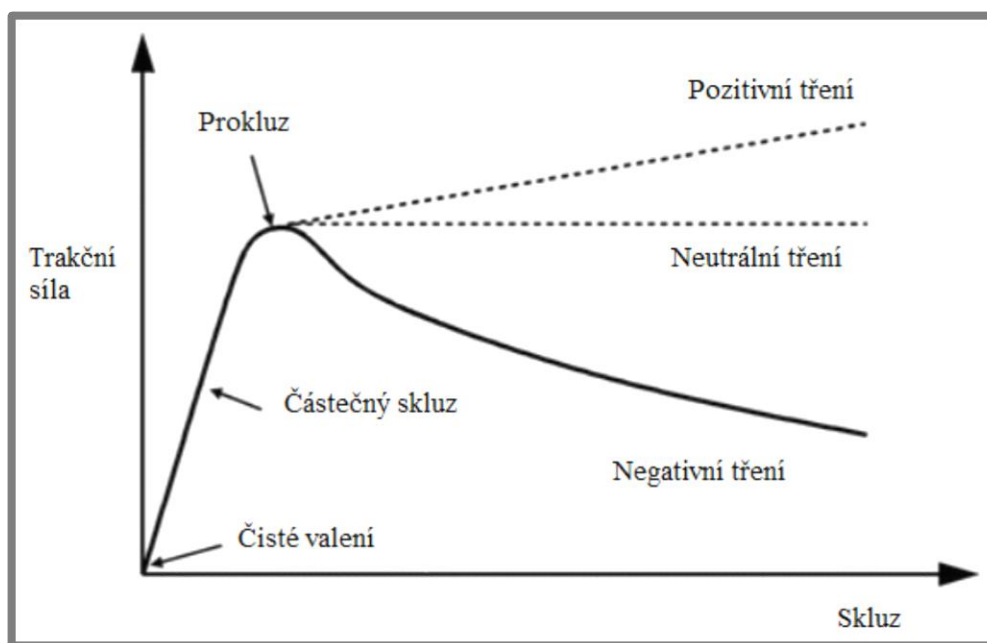 Pozitivní tření
Prokluz
Trakční
síla
Neutrální tření
Částečný skluz
Negativní tření
Čisté valení
Skluz